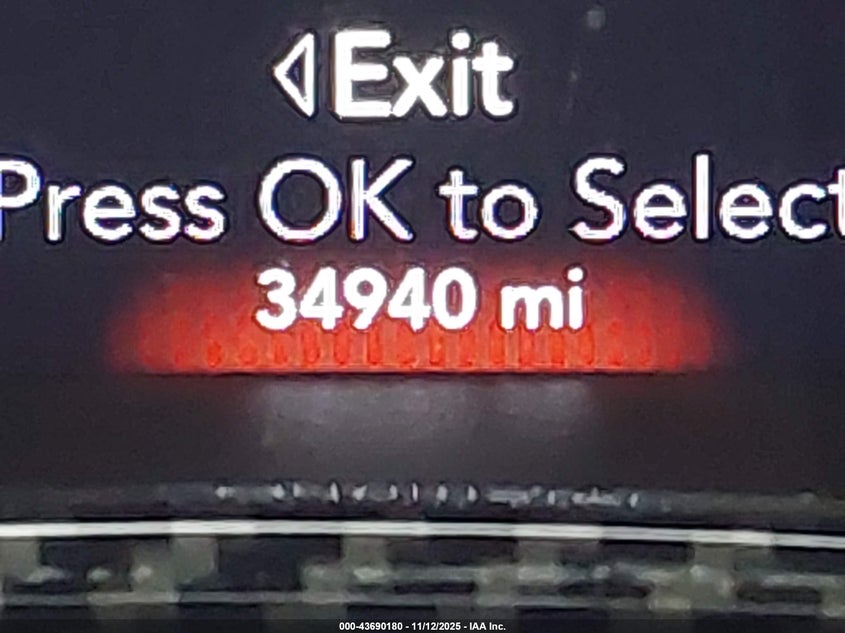 Exit
Press OK to Select
34940 mi
000-43690180 - 11/12/2025 - IAA Inc.